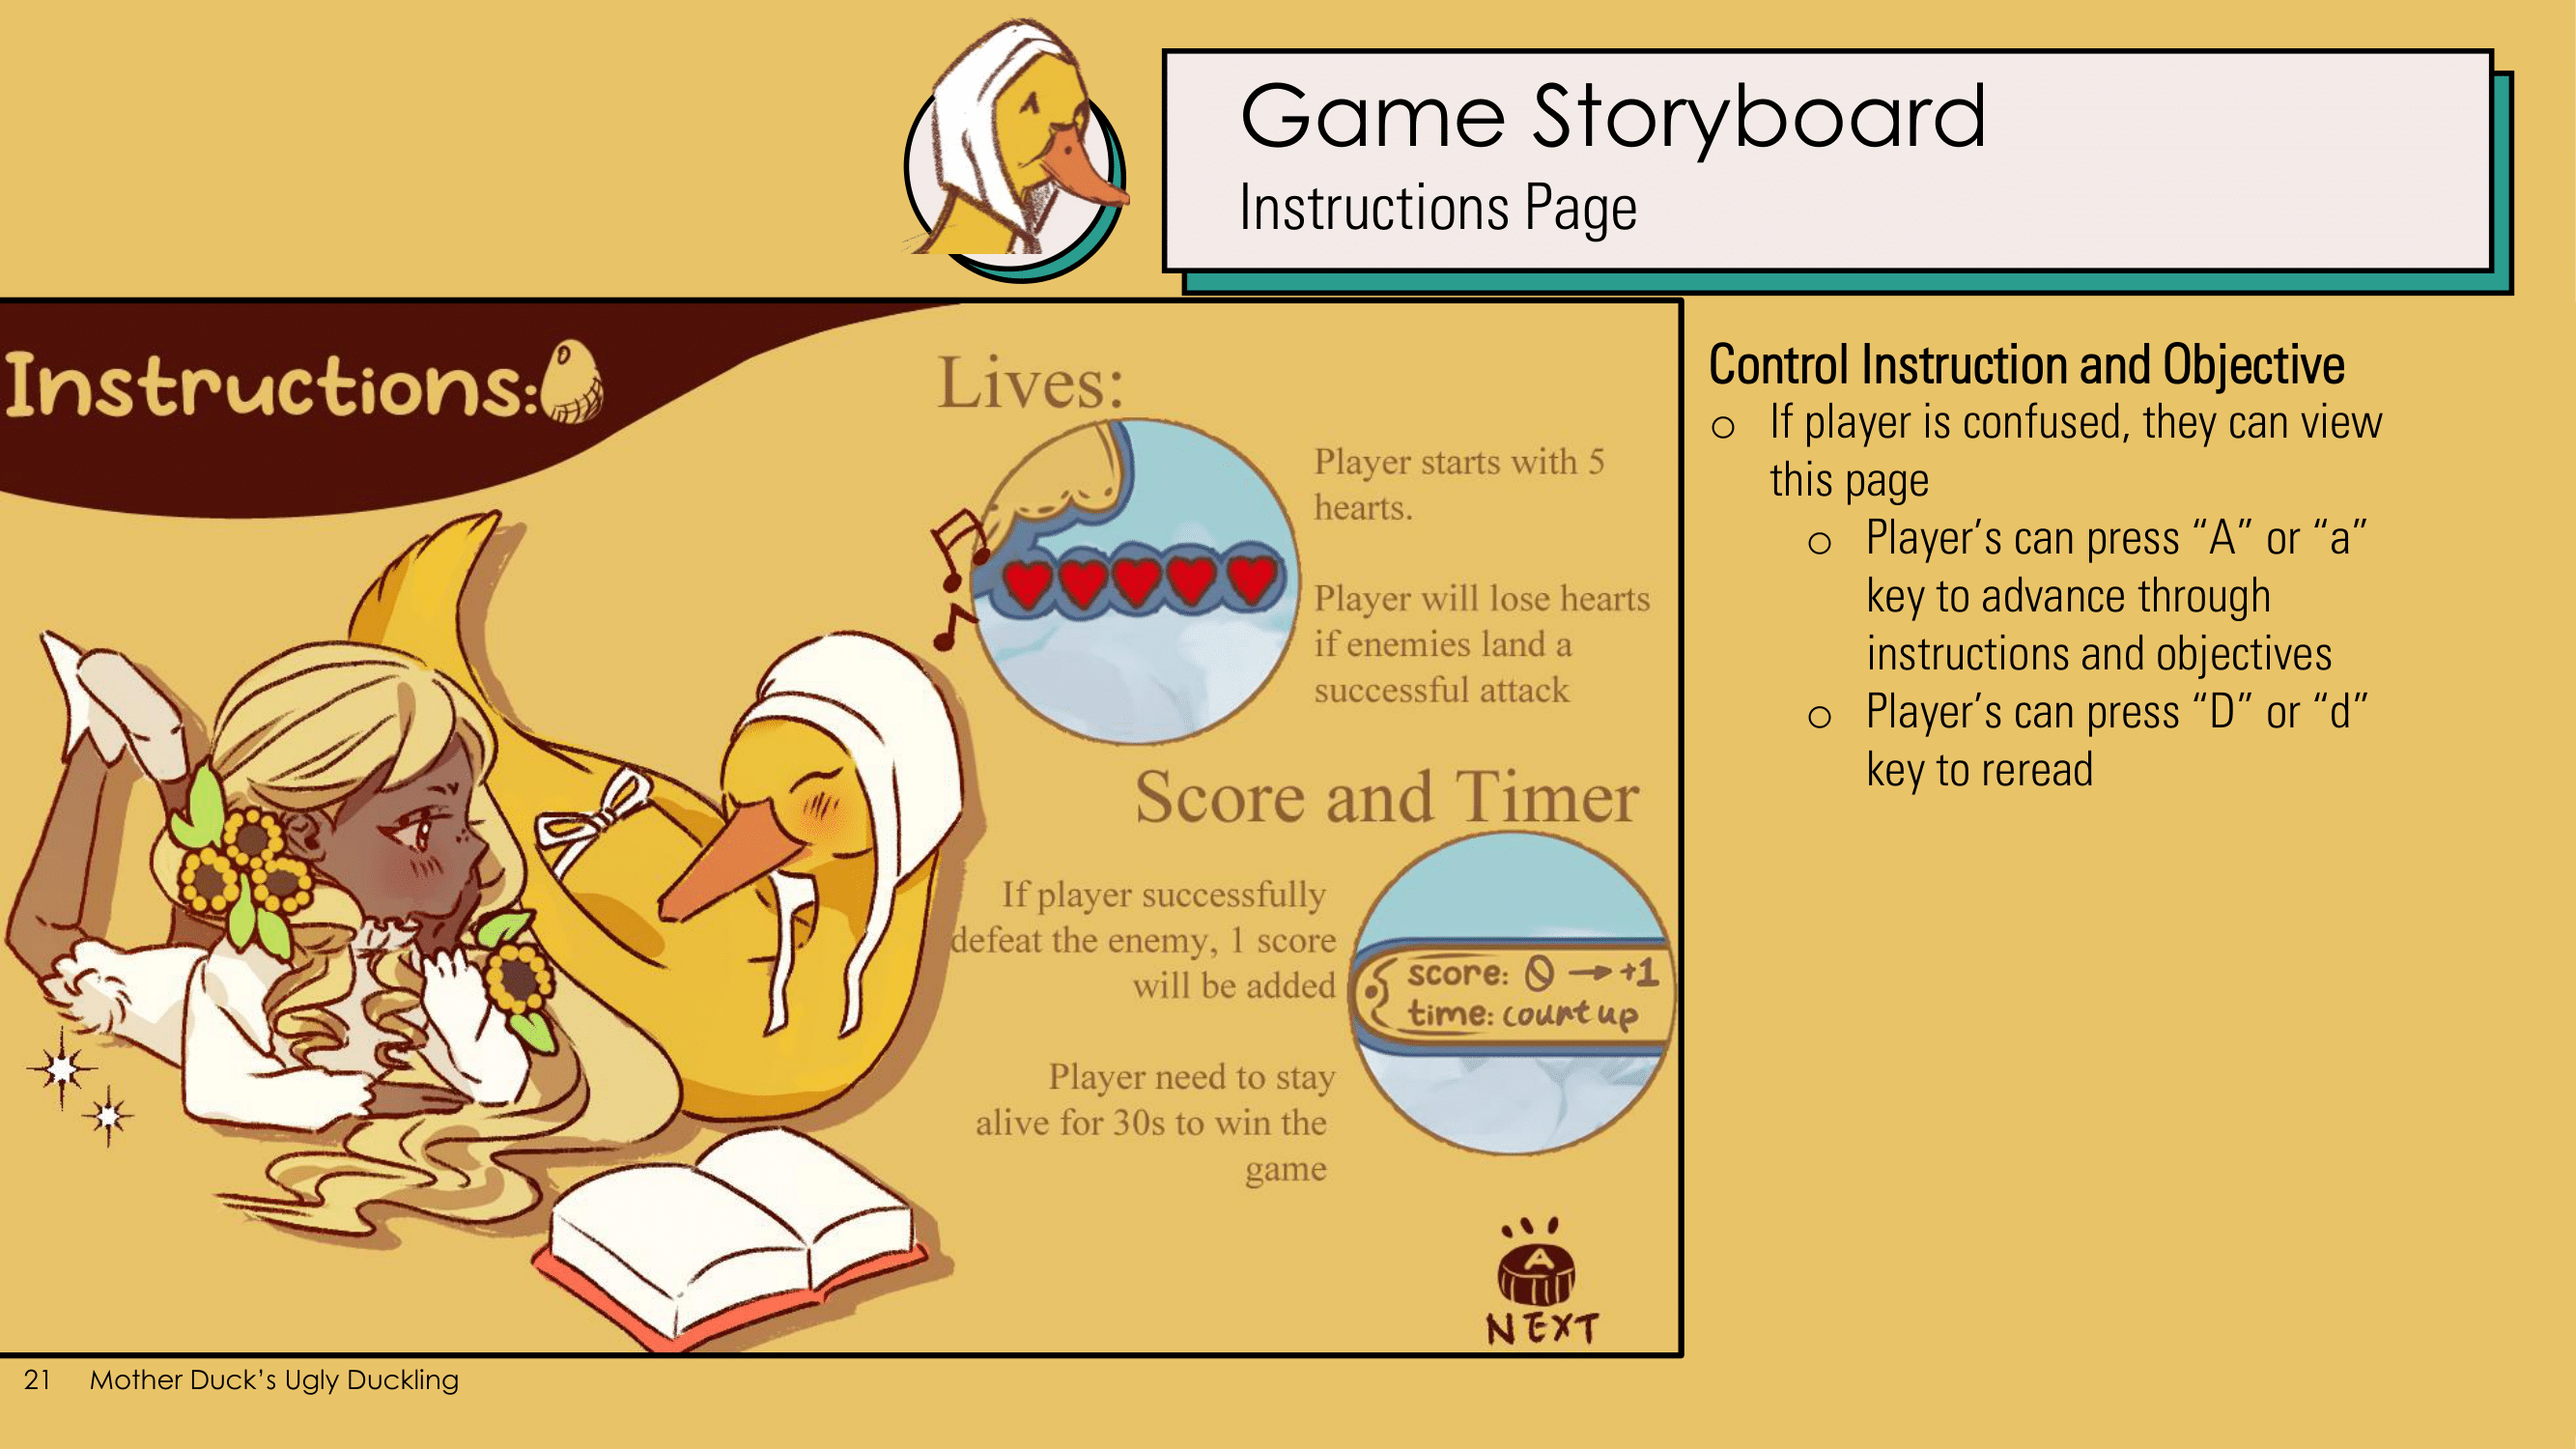 Game Storyboard
Instructions Page
Instructions:
Lives:
Player starts with 5
hearts.
Player will lose hearts
if enemies land a
successful attack
Score and Timer
If player successfully
defeat the enemy, 1 score
will be added
score: 0 → +1
time: count up
Player need to stay
alive for 30s to win the
game
A
NEXT
Control Instruction and Objective
o If player is confused, they can view
this page
o Player’s can press “A” or “a”
key to advance through
instructions and objectives
o Player’s can press “D” or “d”
key to reread
21 Mother Duck’s Ugly Duckling